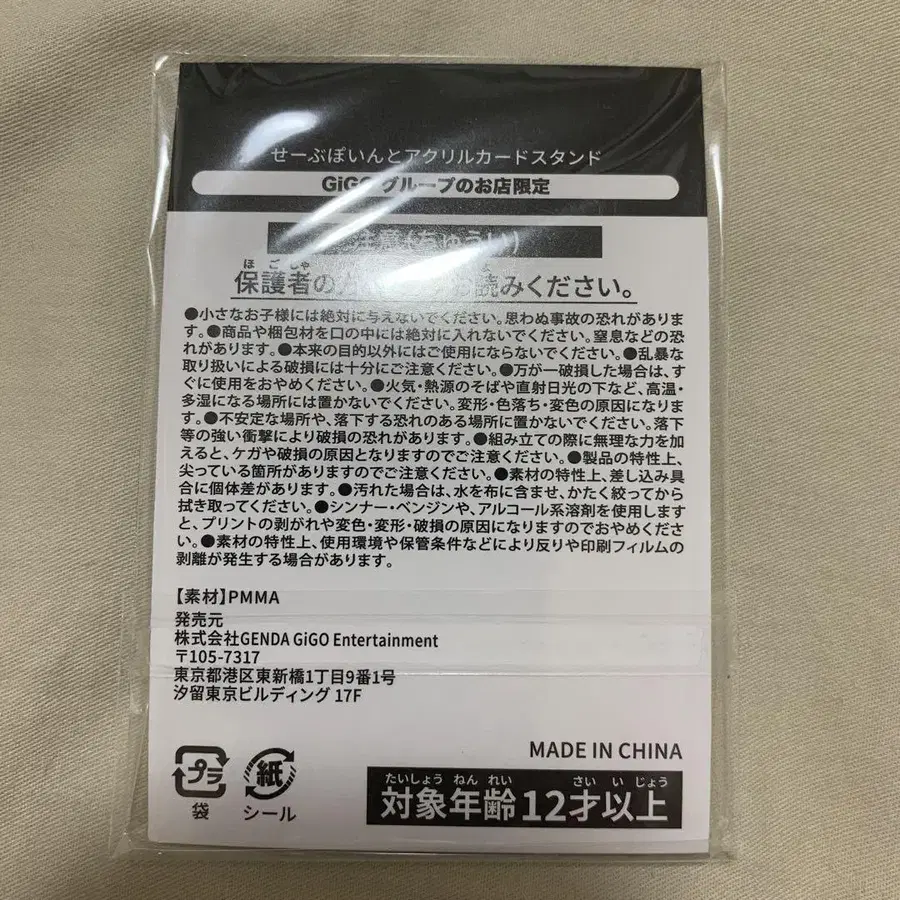 せーぶぽいんとアクリルカードスタンド
GiGO グループのお店限定
注意(ちゅうい)
ほごしゃ
保護者の方 読みください。
●小さなお子様には絶対に与えないでください。思わぬ事故の恐れがありま
す。●商品や梱包材を口の中には絶対に入れないでください。窒息などの恐
れがあります。●本来の目的以外にはご使用にならないでください。●乱暴な
取り扱いによる破損には十分にご注意ください。●万が一破損した場合は、す
ぐに使用をおやめください。●火気・熱源のそばや直射日光の下など、高温・
多湿になる場所には置かないでください。変形・色落ち・変色の原因になりま
す。●不安定な場所や、落下する恐れのある場所に置かないでください。落下
等の強い衝撃により破損の恐れがあります。●組み立ての際に無理な力を加
えると、ケガや破損の原因となりますのでご注意ください。●製品の特性上、
尖っている箇所がありますのでご注意ください。●素材の特性上、差し込み具
合に個体差があります。●汚れた場合は、水を布に含ませ、かたく絞ってから
拭き取ってください。●シンナー・ベンジンや、アルコール系溶剤を使用します
と、プリントの剥がれや変色・変形・破損の原因になりますのでおやめくださ
い。●素材の特性上、使用環境や保管条件などにより反りや印刷フィルムの
剥離が発生する場合があります。
【素材】PMMA
発売元
株式会社GENDA GiGO Entertainment
〒105-7317
東京都港区東新橋1丁目9番1号
汐留東京ビルディング 17F
MADE IN CHINA
プラ
袋
紙
シール
たいしょう ねん れい さい い じょう
対象年齢12才以上